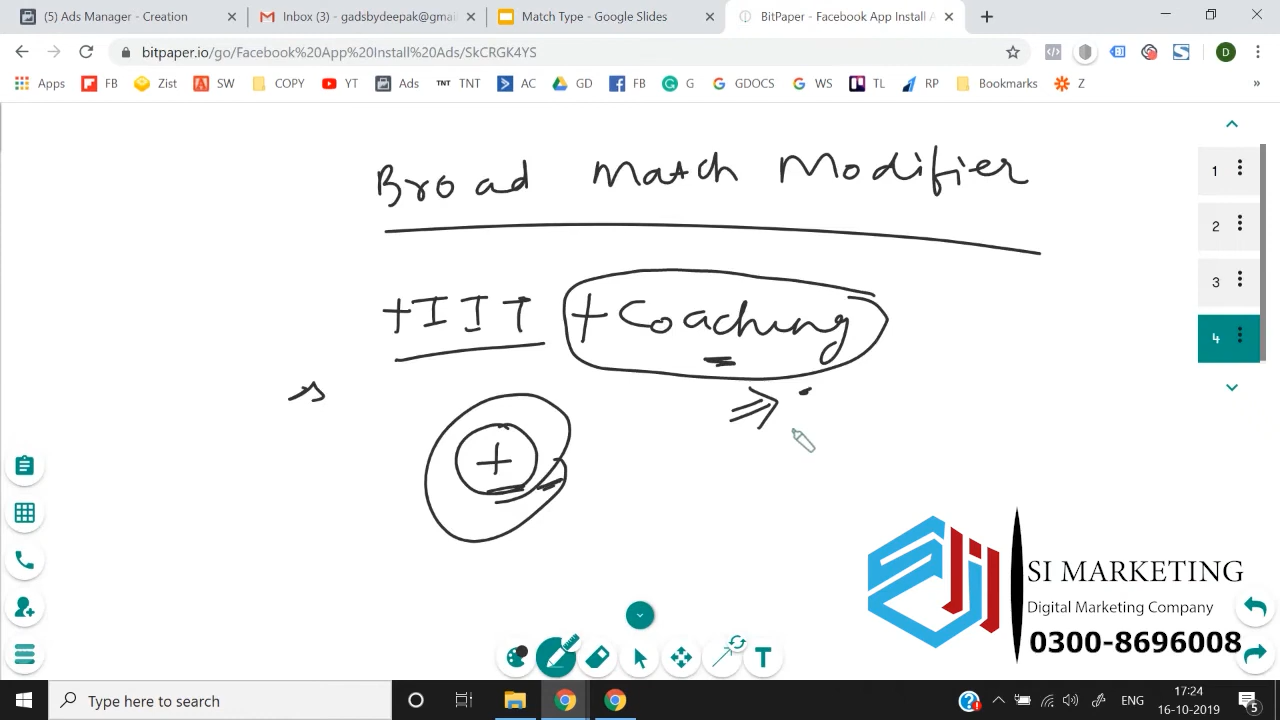 (5) Ads Manager - Creation
Inbox (3) - gadsbydeepak@gmai
Match Type - Google Slides
BitPaper - Facebook App Install A
bitpaper.io/go/Facebook%20App%20Install%20Ads/SkCRGK4YS
D
Apps FB Zist SW COPY YT Ads TNT TNT AC GD FB G GDOCS WS TL RP Bookmarks Z »
Broad Match Modifier
1
2
3
4
+IIT +Coaching
+
SI MARKETING
Digital Marketing Company
0300-8696008
T
Type here to search
ENG
17:24
16-10-2019
5